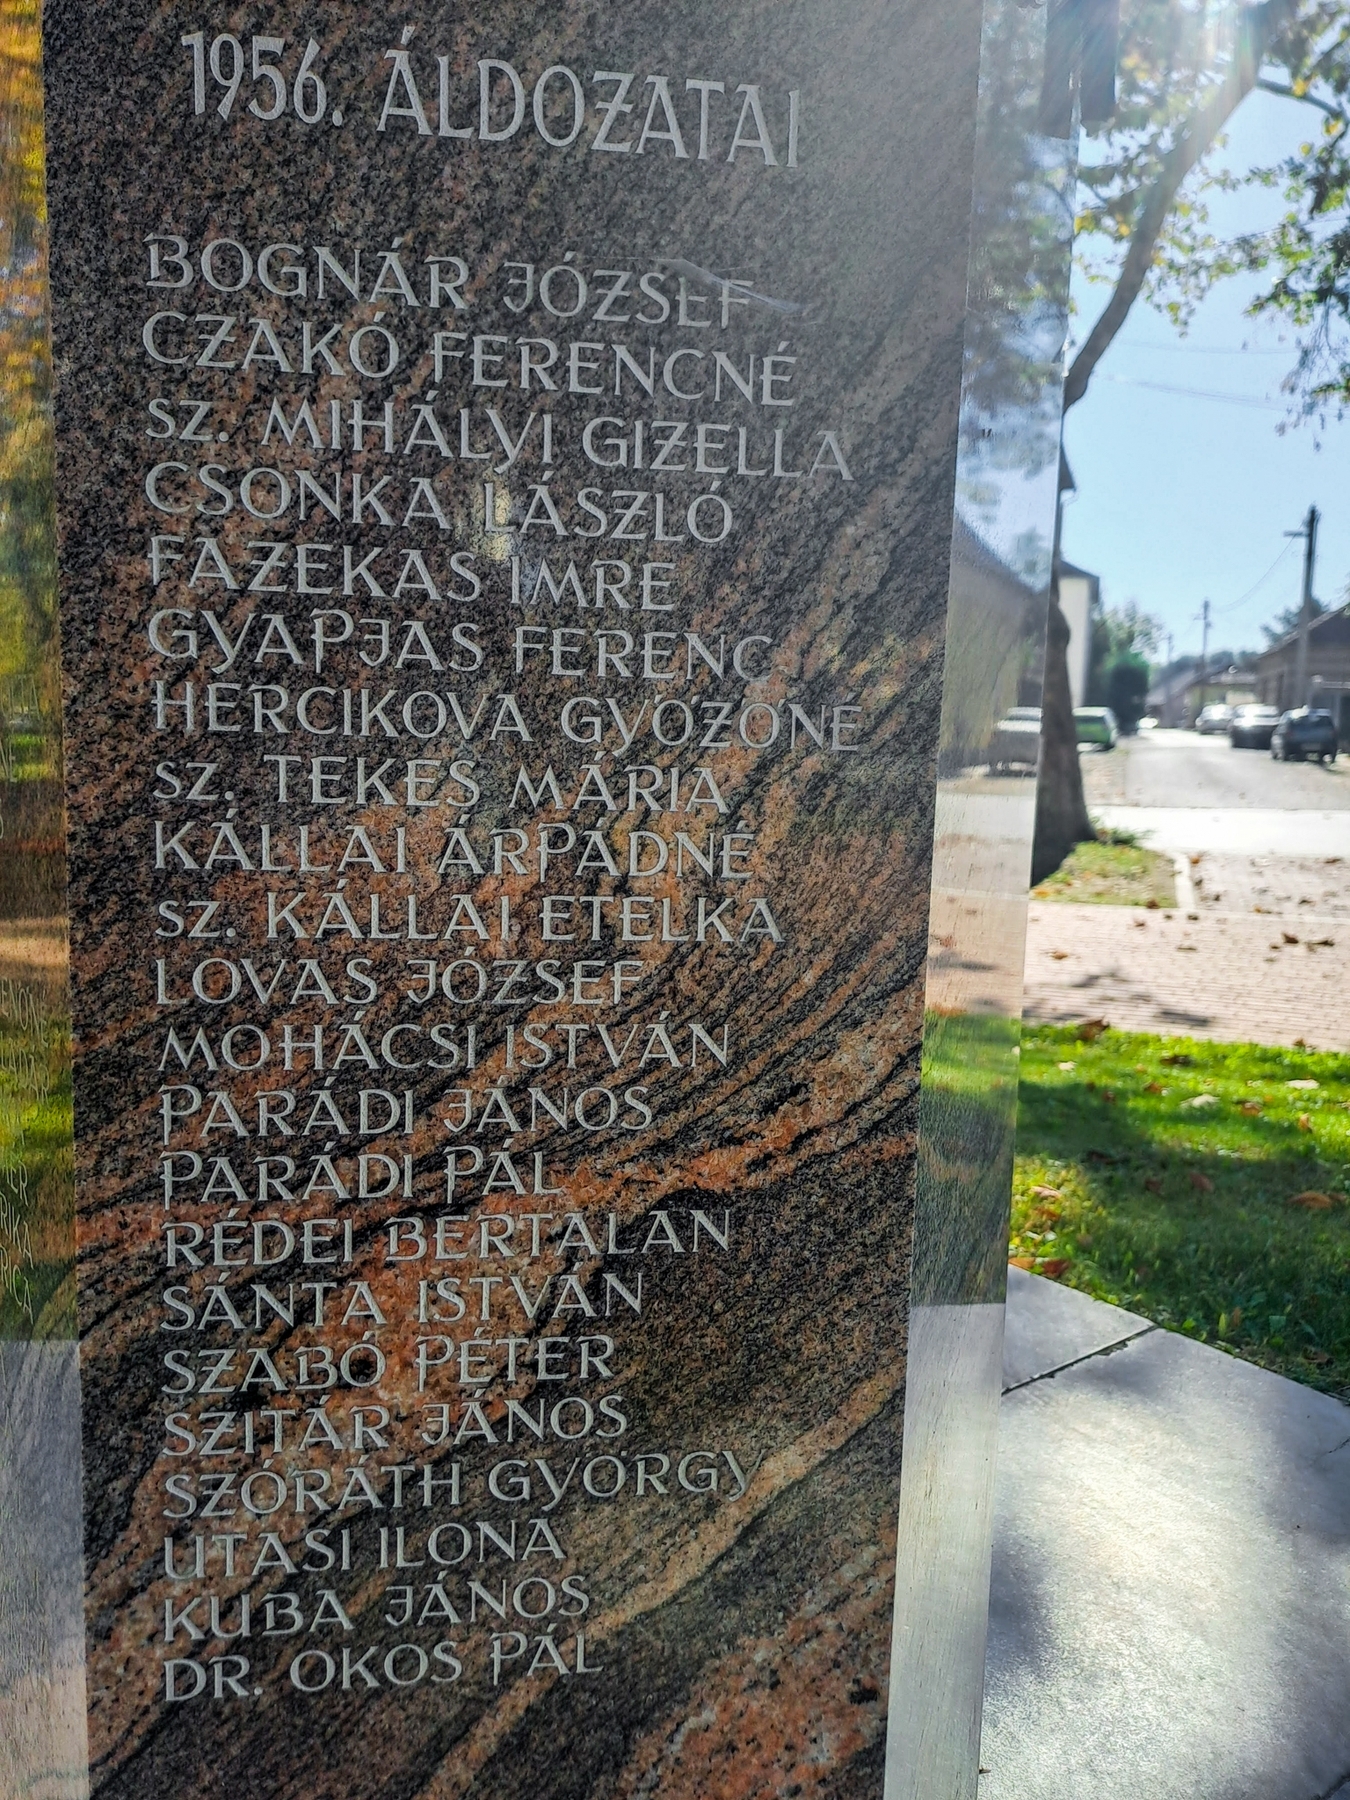 1956. ÁLDOZATAI
BOGNÁR JÓZSEF
CZAKÓ FERENCNÉ
SZ. MIHÁLYI GIZELLA
CSONKA LÁSZLÓ
FAZEKAS IMRE
GYAPJAS FERENC
HERCIKOVA GYŐZŐNÉ
SZ. TEKES MÁRIA
KÁLLAI ÁRPÁDNÉ
SZ. KÁLLAI ETELKA
LOVAS JÓZSEF
MOHÁCSI ISTVÁN
PARÁDI JÁNOS
PARÁDI PÁL
RÉDEI BERTALAN
SÁNTA ISTVÁN
SZABÓ PÉTER
SZITÁR JÁNOS
SZÓRÁTH GYÖRGY
UTASI ILONA
KUBA JÁNOS
DR. OKOS PÁL